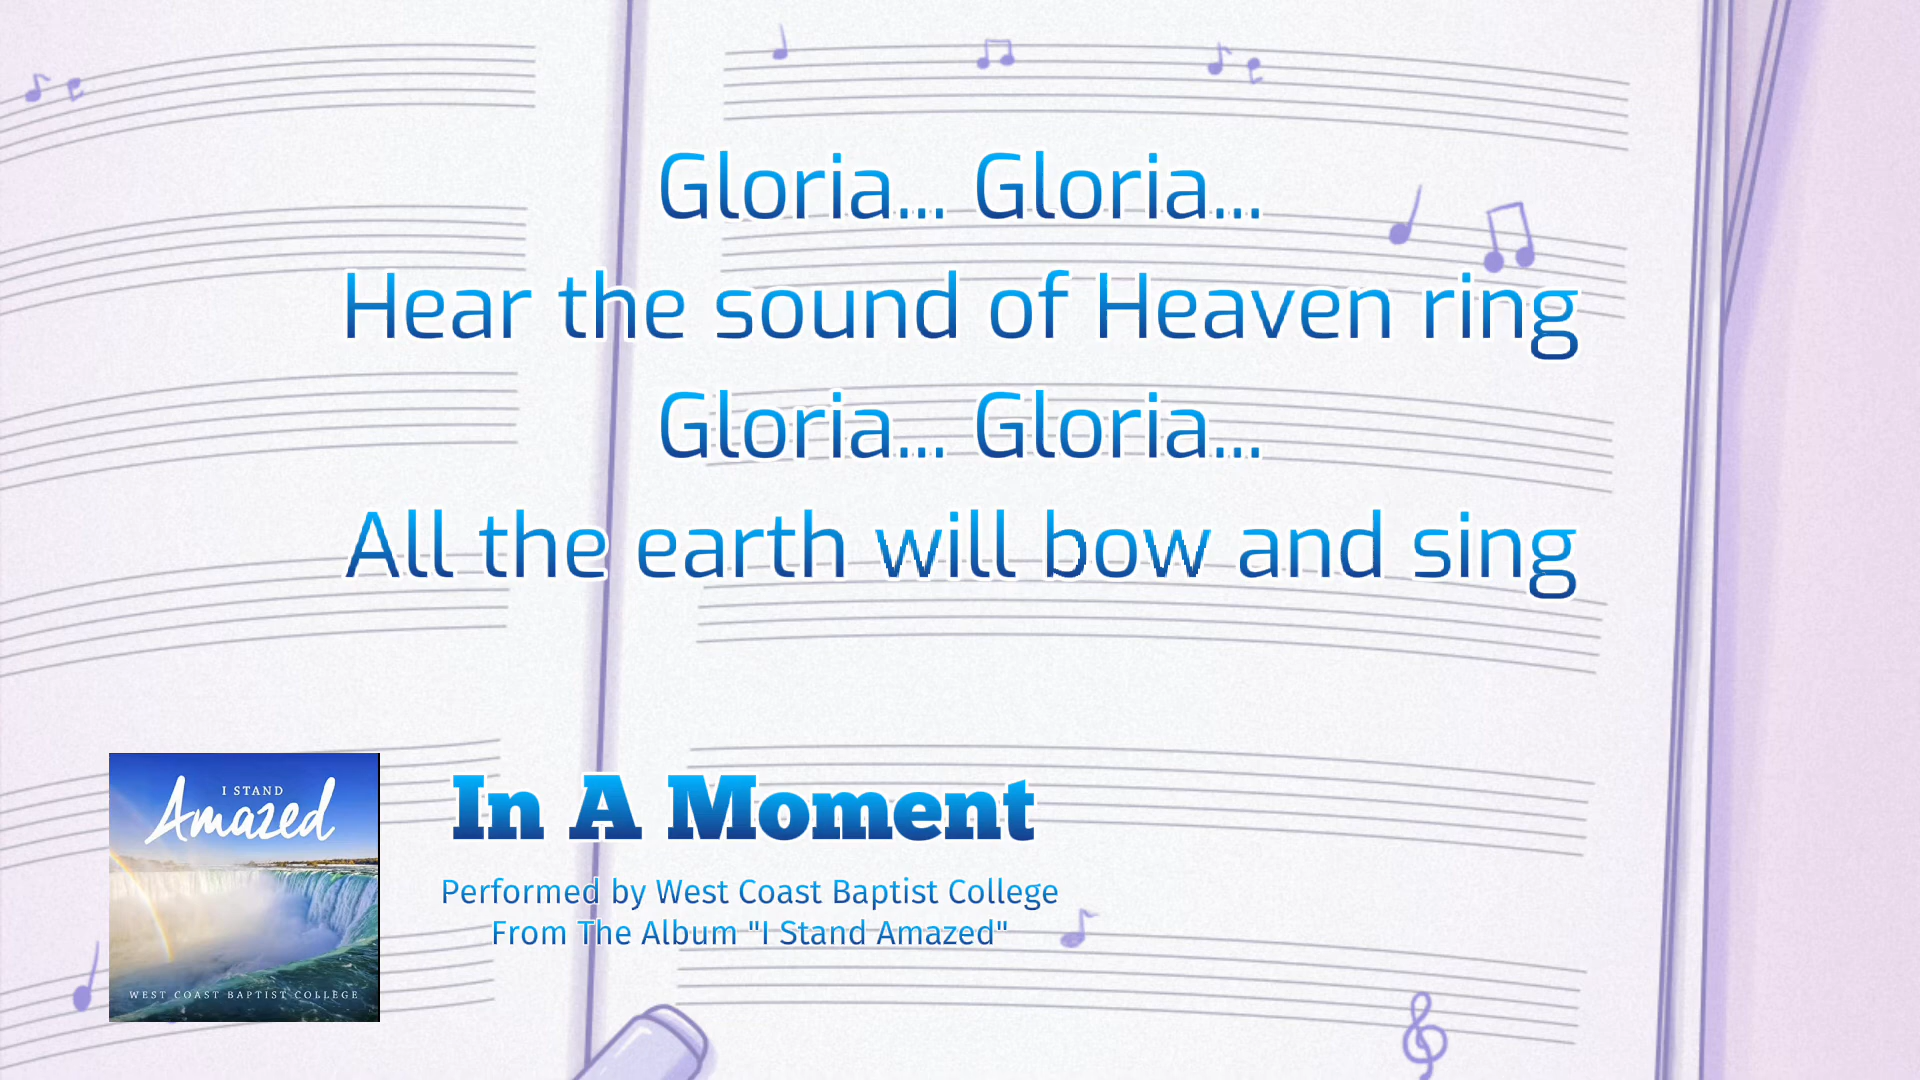 Gloria... Gloria...
Hear the sound of Heaven ring
Gloria... Gloria...
All the earth will bow and sing
I STAND
Amazed
WEST COAST BAPTIST COLLEGE
In A Moment
Performed by West Coast Baptist College
From The Album "I Stand Amazed"